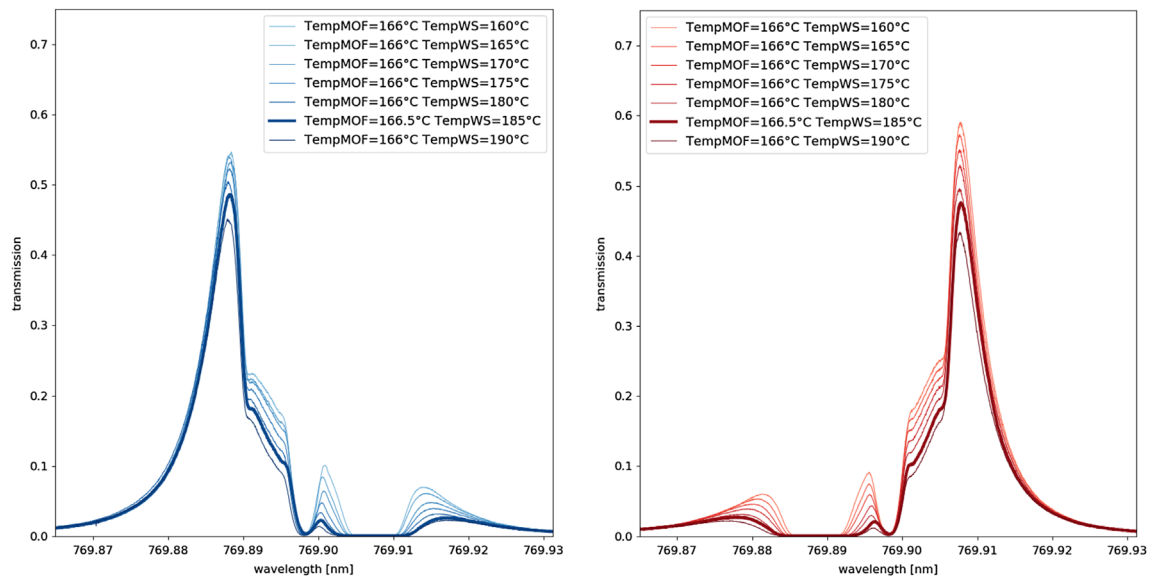 TempMOF=166°C TempWS=160°C
TempMOF=166°C TempWS=165°C
TempMOF=166°C TempWS=170°C
TempMOF=166°C TempWS=175°C
TempMOF=166°C TempWS=180°C
TempMOF=166.5°C TempWS=185°C
TempMOF=166°C TempWS=190°C
0.7
0.6
0.5
0.4
0.3
0.2
0.1
0.0
transmission
769.87 769.88 769.89 769.90 769.91 769.92 769.93
wavelength [nm]
TempMOF=166°C TempWS=160°C
TempMOF=166°C TempWS=165°C
TempMOF=166°C TempWS=170°C
TempMOF=166°C TempWS=175°C
TempMOF=166°C TempWS=180°C
TempMOF=166.5°C TempWS=185°C
TempMOF=166°C TempWS=190°C
0.7
0.6
0.5
0.4
0.3
0.2
0.1
0.0
transmission
769.87 769.88 769.89 769.90 769.91 769.92 769.93
wavelength [nm]